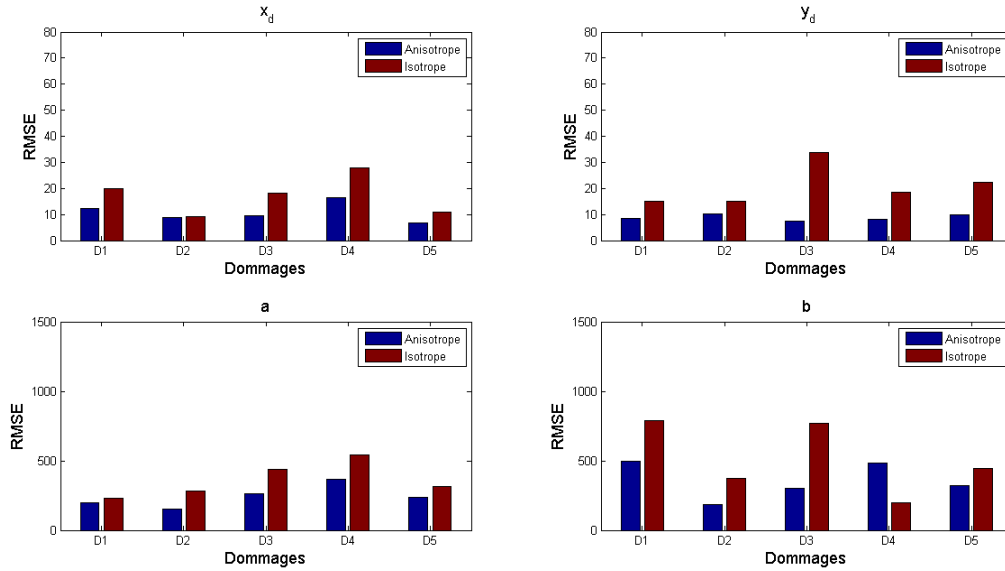 x_d
80
70
60
50
40
30
20
10
0
RMSE
Anisotrope
Isotrope
D1 D2 D3 D4 D5
Dommages
y_d
80
70
60
50
40
30
20
10
0
RMSE
Anisotrope
Isotrope
D1 D2 D3 D4 D5
Dommages
a
1500
1000
500
0
RMSE
Anisotrope
Isotrope
D1 D2 D3 D4 D5
Dommages
b
1500
1000
500
0
RMSE
Anisotrope
Isotrope
D1 D2 D3 D4 D5
Dommages